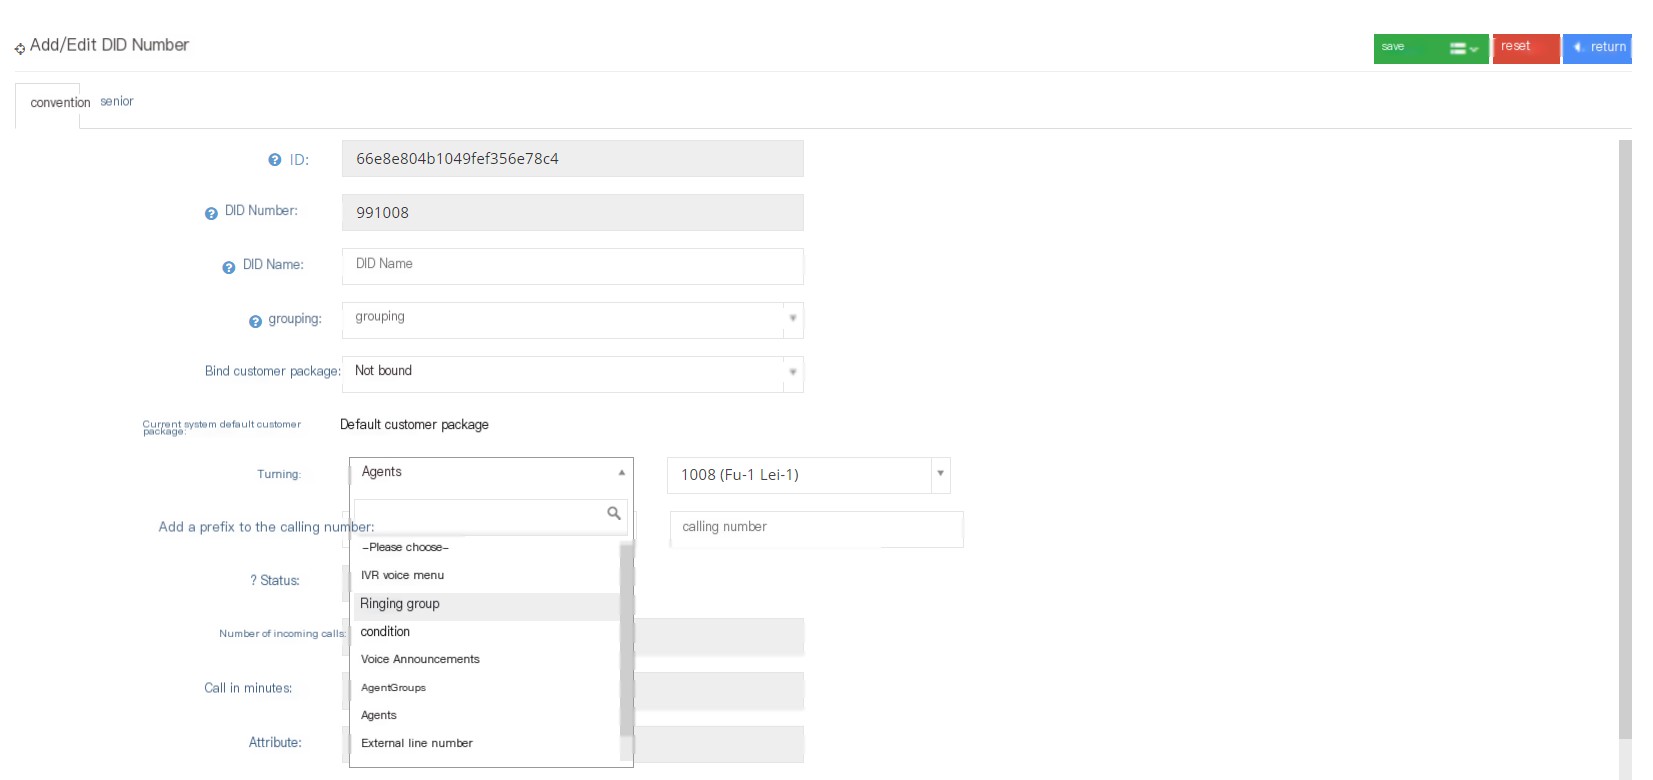 Add/Edit DID Number
save
reset
return
convention
senior
ID:
66e8e804b1049fef356e78c4
DID Number:
991008
DID Name:
DID Name
grouping:
grouping
Bind customer package:
Not bound
Current system default customer
package:
Default customer package
Turning:
Agents
1008 (Fu-1 Lei-1)
Add a prefix to the calling number:
calling number
-Please choose-
IVR voice menu
? Status:
Ringing group
condition
Number of incoming calls:
Voice Announcements
Call in minutes:
AgentGroups
Agents
Attribute:
External line number